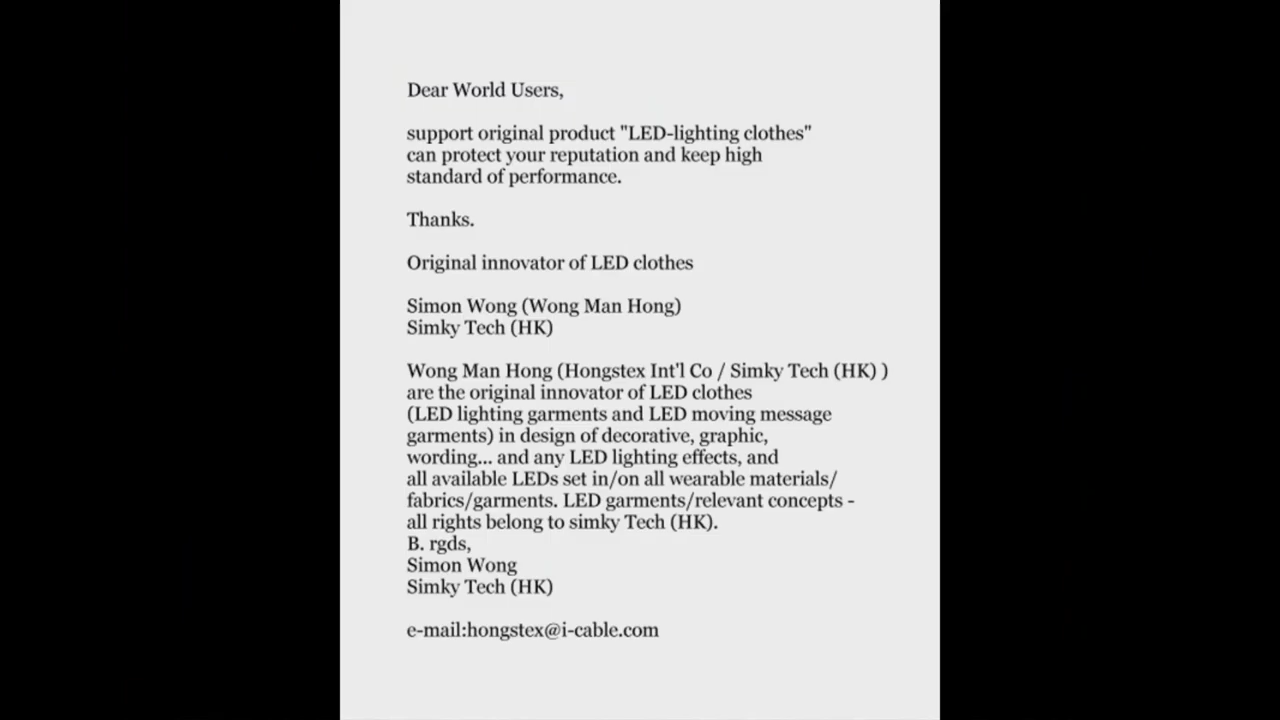 Dear World Users,
support original product "LED-lighting clothes"
can protect your reputation and keep high
standard of performance.
Thanks.
Original innovator of LED clothes
Simon Wong (Wong Man Hong)
Simky Tech (HK)
Wong Man Hong (Hongstex Int'l Co / Simky Tech (HK) )
are the original innovator of LED clothes
(LED lighting garments and LED moving message
garments) in design of decorative, graphic,
wording... and any LED lighting effects, and
all available LEDs set in/on all wearable materials/
fabrics/garments. LED garments/relevant concepts -
all rights belong to simky Tech (HK).
B. rgds,
Simon Wong
Simky Tech (HK)
e-mail:hongstex@i-cable.com